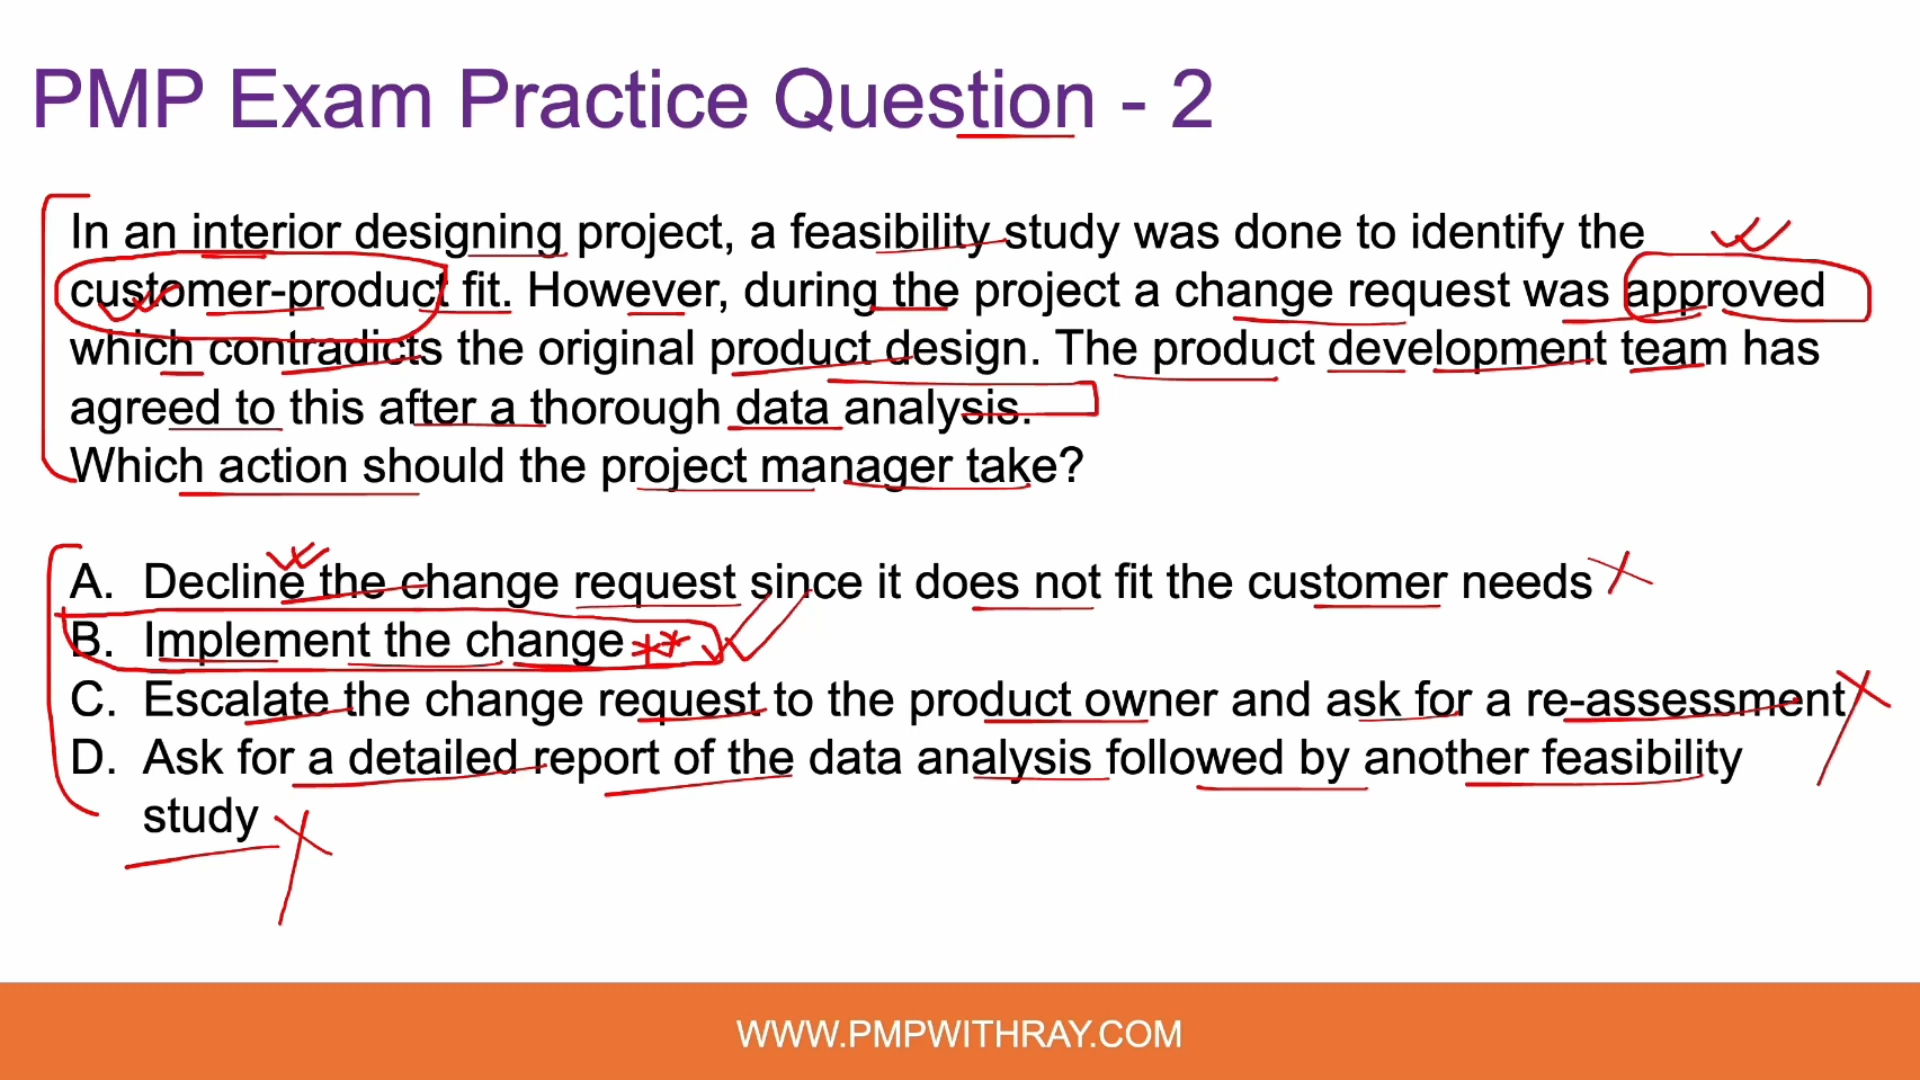 PMP Exam Practice Question - 2
In an interior designing project, a feasibility study was done to identify the
customer-product fit. However, during the project a change request was approved
which contradicts the original product design. The product development team has
agreed to this after a thorough data analysis.
Which action should the project manager take?
A. Decline the change request since it does not fit the customer needs
B. Implement the change
C. Escalate the change request to the product owner and ask for a re-assessment
D. Ask for a detailed report of the data analysis followed by another feasibility
study
WWW.PMPWITHRAY.COM